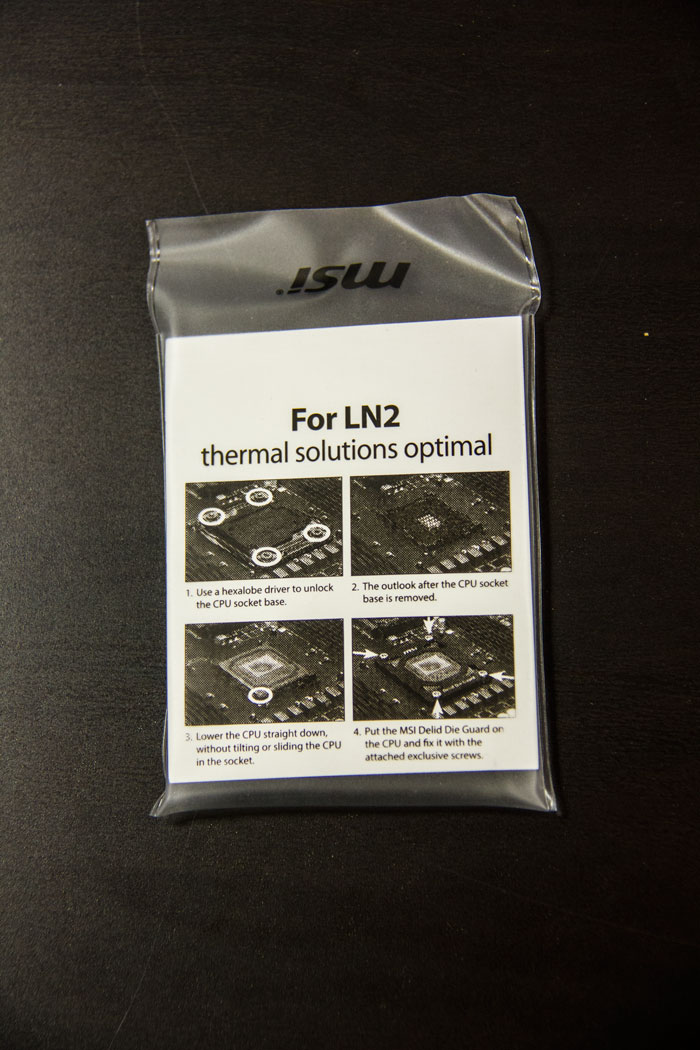 msi
For LN2
thermal solutions optimal
1. Use a hexalobe driver to unlock
the CPU socket base.
2. The outlook after the CPU socket
base is removed.
3. Lower the CPU straight down,
without tilting or sliding the CPU
in the socket.
4. Put the MSI Delid Die Guard on
the CPU and fix it with the
attached exclusive screws.